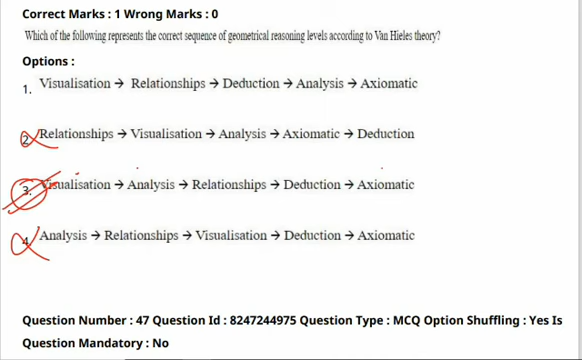 Correct Marks : 1 Wrong Marks : 0
Which of the following represents the correct sequence of geometrical reasoning levels according to Van Hieles theory?
Options :
1. Visualisation → Relationships → Deduction → Analysis → Axiomatic
2. Relationships → Visualisation → Analysis → Axiomatic → Deduction
3. Visualisation → Analysis → Relationships → Deduction → Axiomatic
4. Analysis → Relationships → Visualisation → Deduction → Axiomatic
Question Number : 47 Question Id : 8247244975 Question Type : MCQ Option Shuffling : Yes Is
Question Mandatory : No